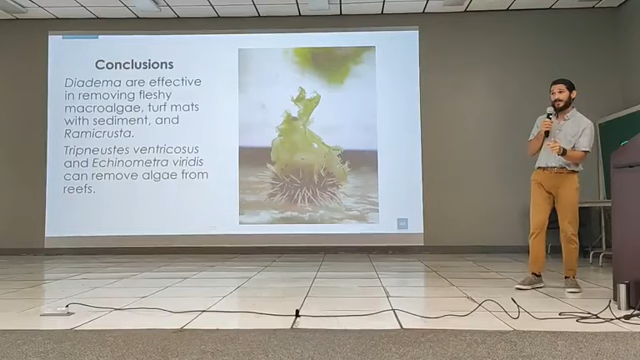 Conclusions
Diadema are effective
in removing fleshy
macroalgae, turf mats
with sediment, and
Ramicrusta.
Tripneustes ventricosus
and Echinometra viridis
can remove algae from
reefs.